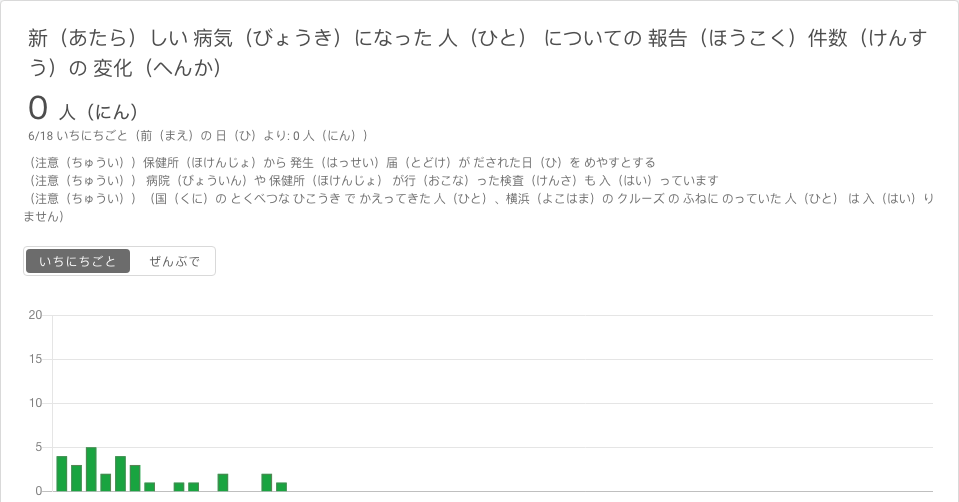 新（あたら）しい 病気（びょうき）になった 人（ひと） についての 報告（ほうこく）件数（けんす
う）の 変化（へんか）
0 人（にん）
6/18 いちにちごと（前（まえ）の 日（ひ）より: 0 人（にん））
（注意（ちゅうい））保健所（ほけんじょ）から 発生（はっせい）届（とどけ）が だされた日（ひ）を めやすとする
（注意（ちゅうい）） 病院（びょういん）や 保健所（ほけんじょ） が行（おこな）った検査（けんさ）も 入（はい）っています
（注意（ちゅうい））（国（くに）の とくべつな ひこうき で かえってきた 人（ひと）、横浜（よこはま）の クルーズ の ふねに のっていた 人（ひと） は 入（はい）り
ません）
いちにちごと ぜんぶで
20
15
10
5
0